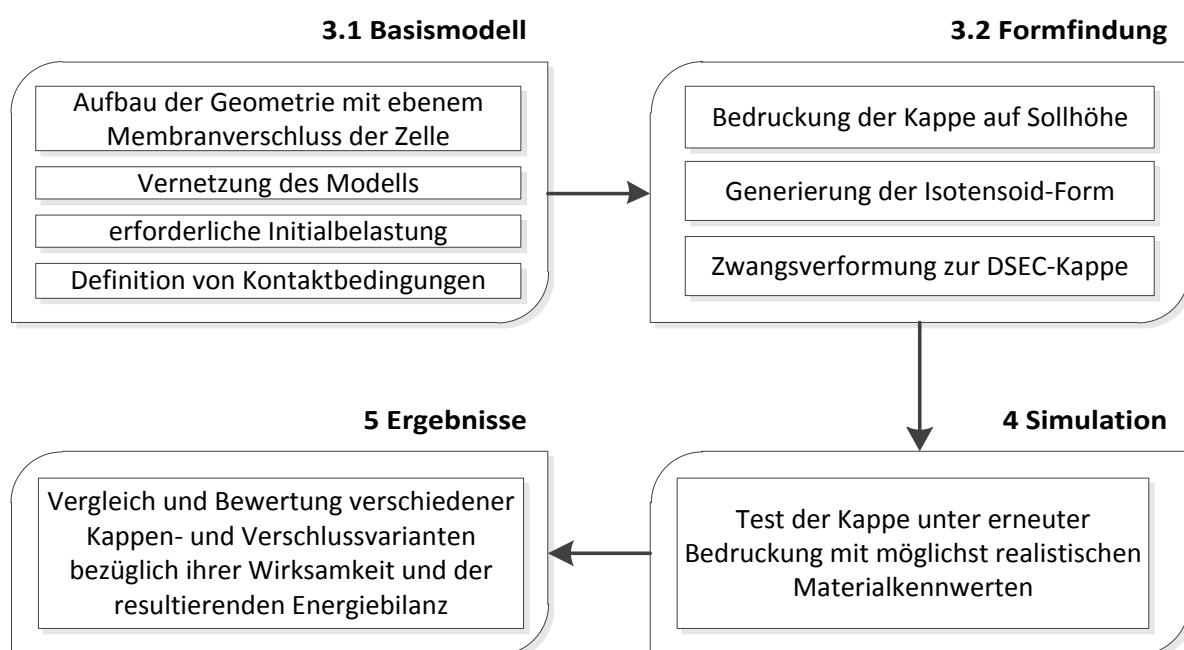 3.1 Basismodell
Aufbau der Geometrie mit ebenem
Membranverschluss der Zelle
Vernetzung des Modells
erforderliche Initialbelastung
Definition von Kontaktbedingungen
3.2 Formfindung
Bedruckung der Kappe auf Sollhöhe
Generierung der Isotensoid-Form
Zwangsverformung zur DSEC-Kappe
4 Simulation
Test der Kappe unter erneuter
Bedruckung mit möglichst realistischen
Materialkennwerten
5 Ergebnisse
Vergleich und Bewertung verschiedener
Kappen- und Verschlussvarianten
bezüglich ihrer Wirksamkeit und der
resultierenden Energiebilanz